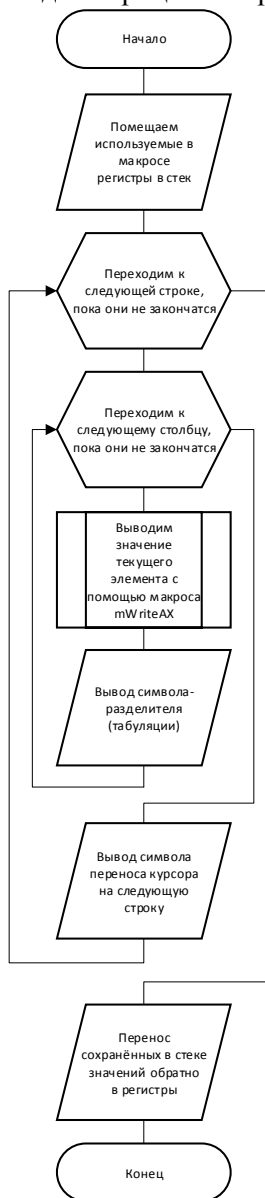 Начало
Помещаем
используемые в
макросе
регистры в стек
Переходим к
следующей строке,
пока они не закончатся
Переходим к
следующему столбцу,
пока они не закончатся
Выводим
значение
текущего
элемента с
помощью макроса
mWriteAX
Вывод символа-
разделителя
(табуляции)
Вывод символа
переноса курсора
на следующую
строку
Перенос
сохранённых в стеке
значений обратно
в регистры
Конец